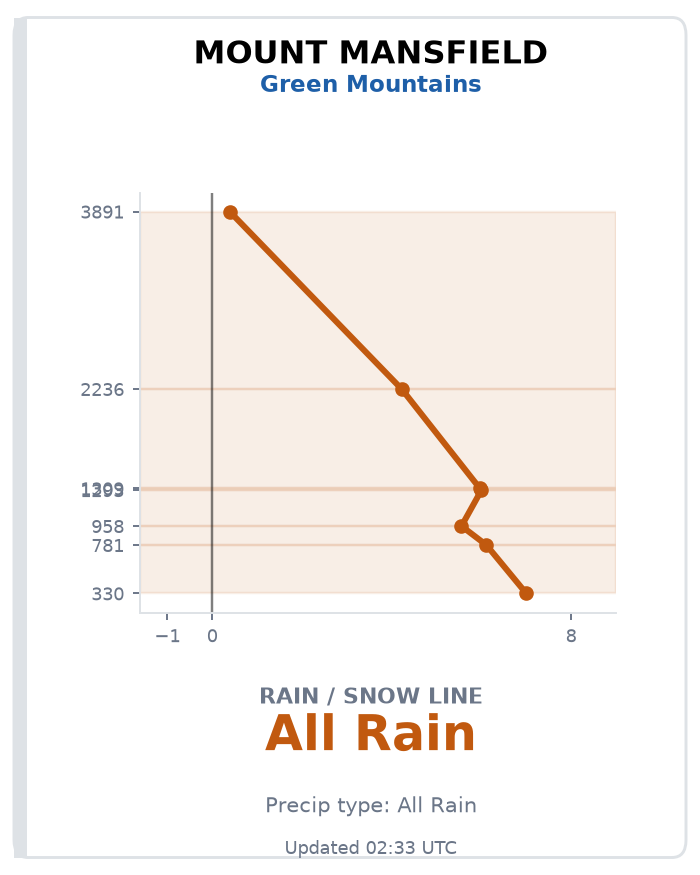 MOUNT MANSFIELD
Green Mountains
3891
2236
958
781
330
−1 0 8
RAIN / SNOW LINE
All Rain
Precip type: All Rain
Updated 02:33 UTC